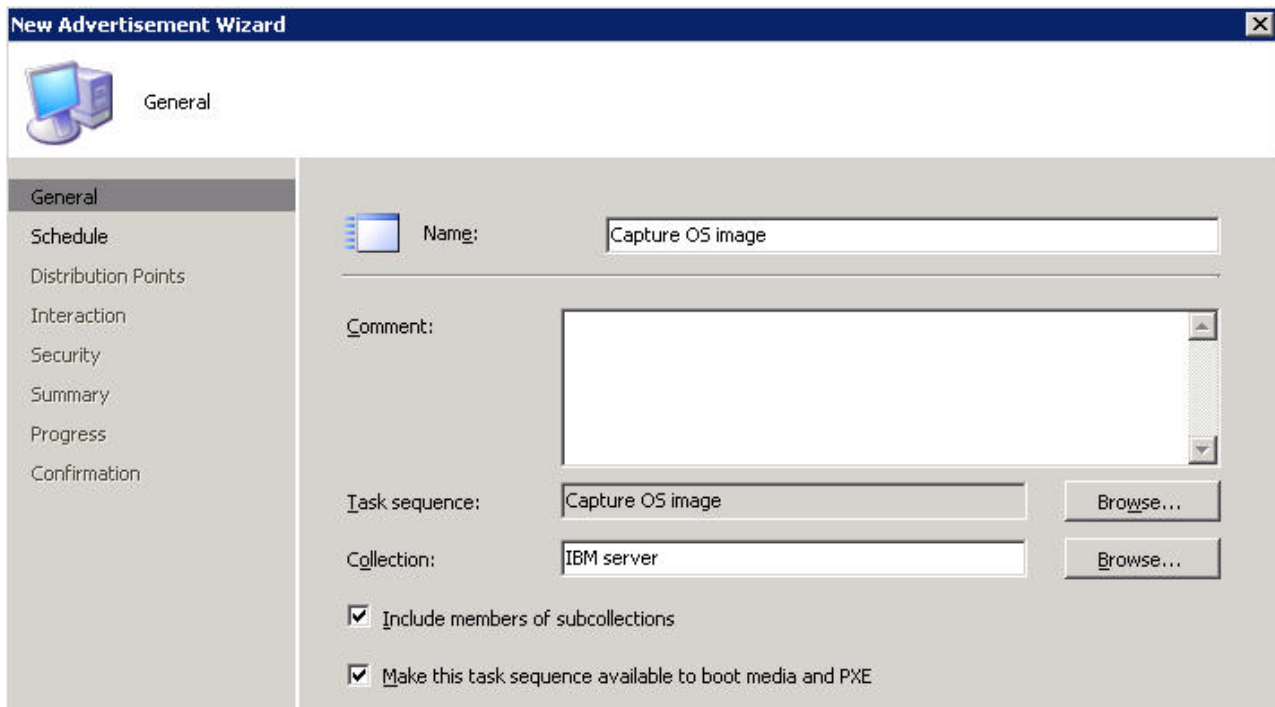 New Advertisement Wizard
General
General
Schedule
Distribution Points
Interaction
Security
Summary
Progress
Confirmation
Name: Capture OS image
Comment:
Task sequence: Capture OS image Browse...
Collection: IBM server Browse...
Include members of subcollections
Make this task sequence available to boot media and PXE